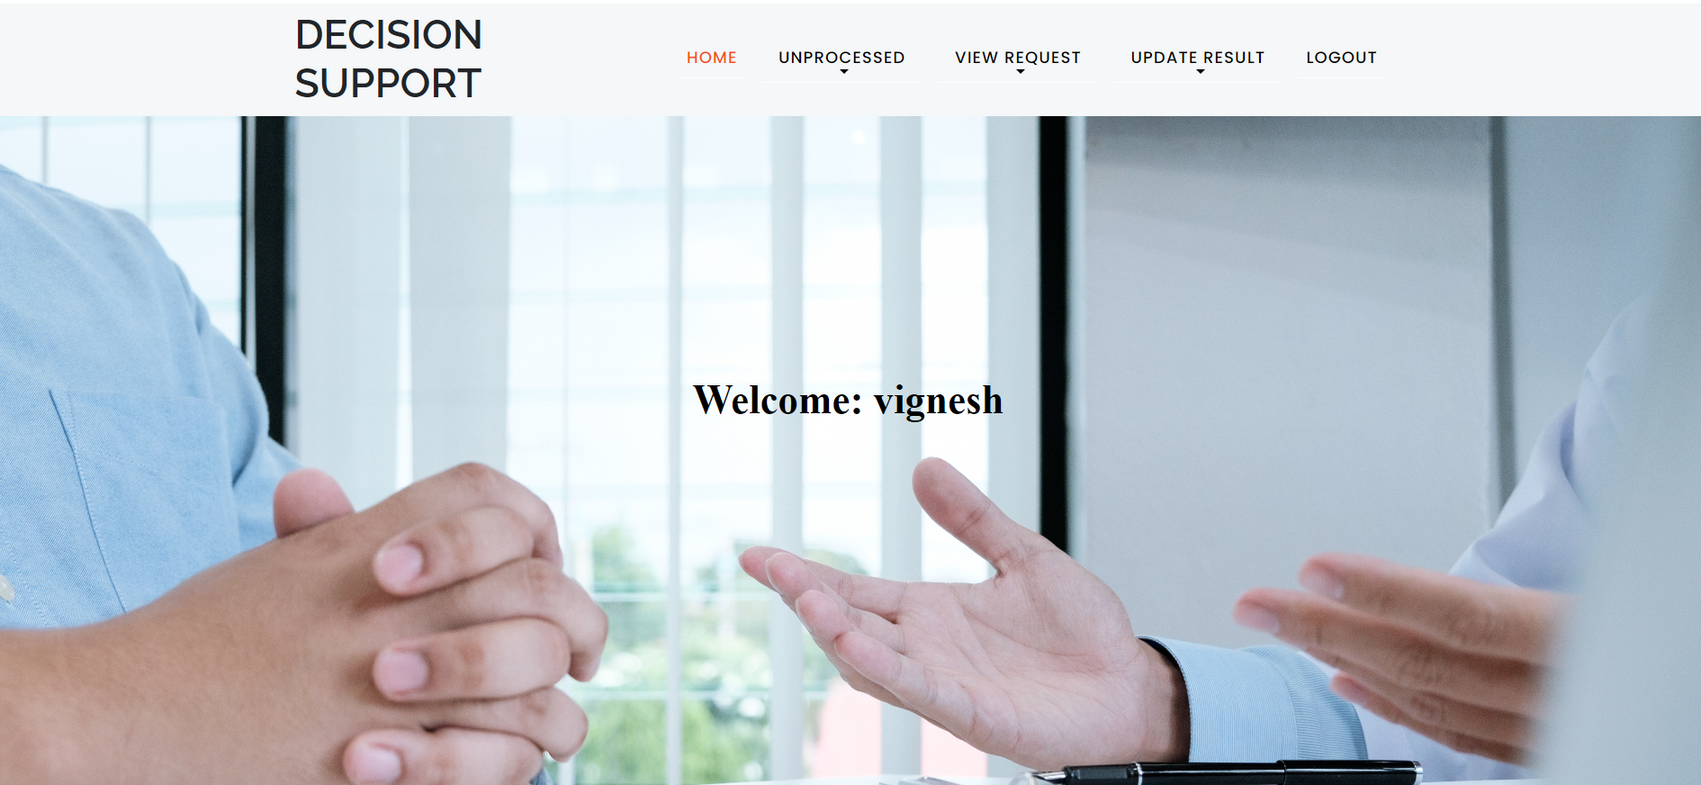 DECISION
SUPPORT
HOME UNPROCESSED VIEW REQUEST UPDATE RESULT LOGOUT
Welcome: vignesh